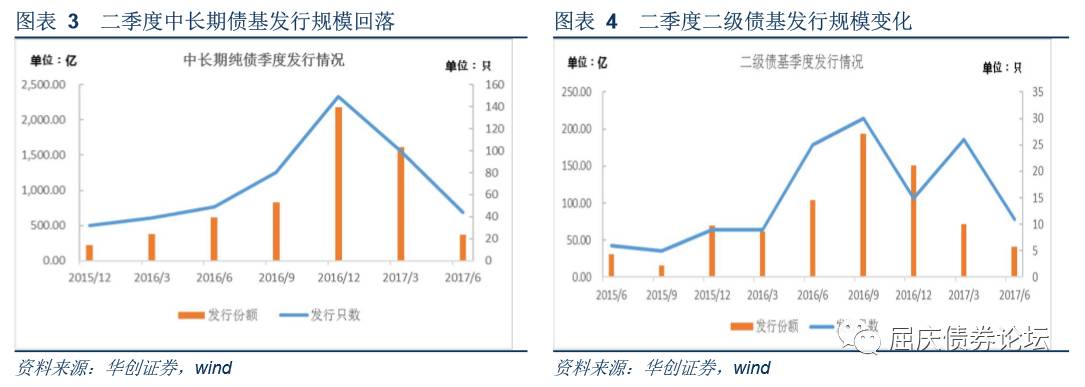 图表 3 二季度中长期债基发行规模回落
单位：亿
中长期纯债季度发行情况
单位：只
2,500.00
2,000.00
1,500.00
1,000.00
500.00
0.00
160
140
120
100
80
60
40
20
0
2015/12 2016/3 2016/6 2016/9 2016/12 2017/3 2017/6
发行份额 发行只数
资料来源：华创证券，wind
图表 4 二季度二级债基发行规模变化
单位：亿
二级债基季度发行情况
单位：只
250.00
200.00
150.00
100.00
50.00
0.00
35
30
25
20
15
10
5
0
2015/6 2015/9 2015/12 2016/3 2016/6 2016/9 2016/12 2017/3 2017/6
发行份额 发行只数
资料来源：华创证券，wind
屈庆债券论坛